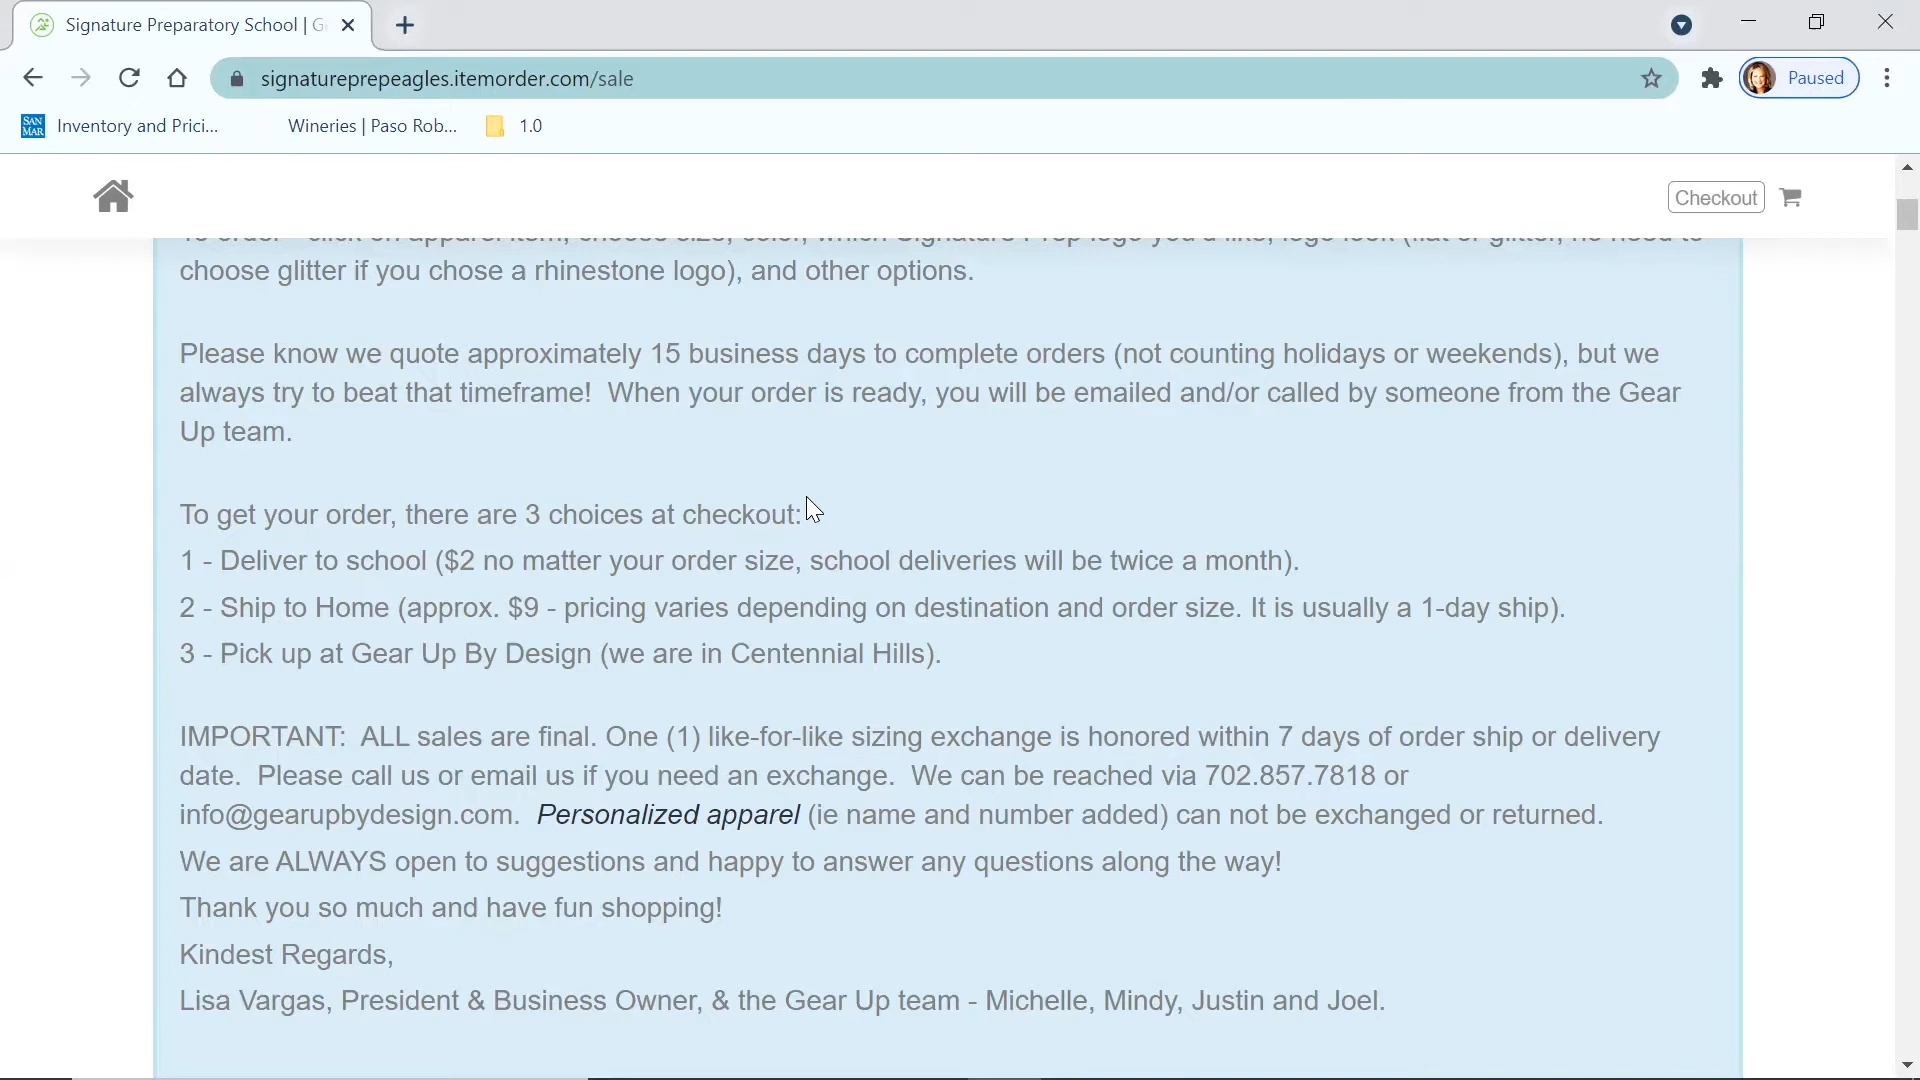 Signature Preparatory School | G
signatureprepeagles.itemorder.com/sale
Paused
SAN MAR Inventory and Prici...
Wineries | Paso Rob...
1.0
Checkout
choose glitter if you chose a rhinestone logo), and other options.
Please know we quote approximately 15 business days to complete orders (not counting holidays or weekends), but we
always try to beat that timeframe!  When your order is ready, you will be emailed and/or called by someone from the Gear
Up team.
To get your order, there are 3 choices at checkout:
1 - Deliver to school ($2 no matter your order size, school deliveries will be twice a month).
2 - Ship to Home (approx. $9 - pricing varies depending on destination and order size. It is usually a 1-day ship).
3 - Pick up at Gear Up By Design (we are in Centennial Hills).
IMPORTANT:  ALL sales are final. One (1) like-for-like sizing exchange is honored within 7 days of order ship or delivery
date.  Please call us or email us if you need an exchange.  We can be reached via 702.857.7818 or
info@gearupbydesign.com.  Personalized apparel (ie name and number added) can not be exchanged or returned.
We are ALWAYS open to suggestions and happy to answer any questions along the way!
Thank you so much and have fun shopping!
Kindest Regards,
Lisa Vargas, President & Business Owner, & the Gear Up team - Michelle, Mindy, Justin and Joel.